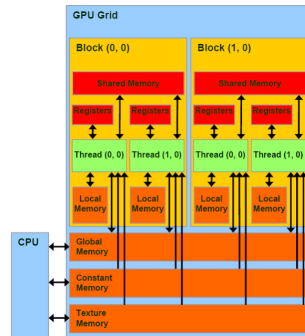 GPU Grid
Block (0, 0)
Block (1, 0)
Shared Memory
Shared Memory
Registers
Registers
Registers
Registers
Thread (0, 0)
Thread (1, 0)
Thread (0, 0)
Thread (1, 0)
Local
Memory
Local
Memory
Local
Memory
Local
Memory
CPU
Global
Memory
Constant
Memory
Texture
Memory